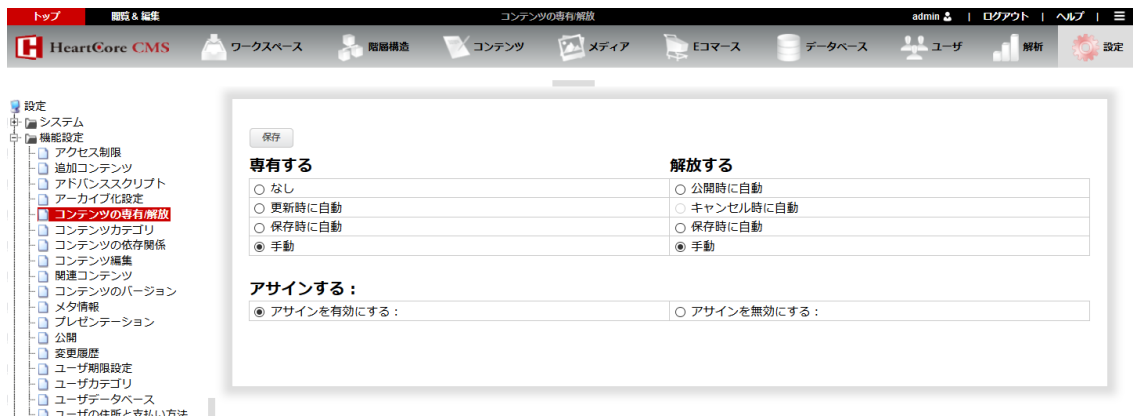 トップ 閲覧 & 編集 コンテンツの専有/解放 admin | ログアウト | ヘルプ |
HeartCore CMS ワークスペース 階層構造 コンテンツ メディア Eコマース データベース ユーザ 解析 設定
設定
システム
機能設定
アクセス制限
追加コンテンツ
アドバンススクリプト
アーカイブ化設定
コンテンツの専有/解放
コンテンツカテゴリ
コンテンツの依存関係
コンテンツ編集
関連コンテンツ
コンテンツのバージョン
メタ情報
プレゼンテーション
公開
変更履歴
ユーザ期限設定
ユーザカテゴリ
ユーザデータベース
ユーザの住所と支払い方法
保存
専有する 解放する
なし 公開時に自動
更新時に自動 キャンセル時に自動
保存時に自動 保存時に自動
手動 手動
アサインする：
アサインを有効にする： アサインを無効にする：